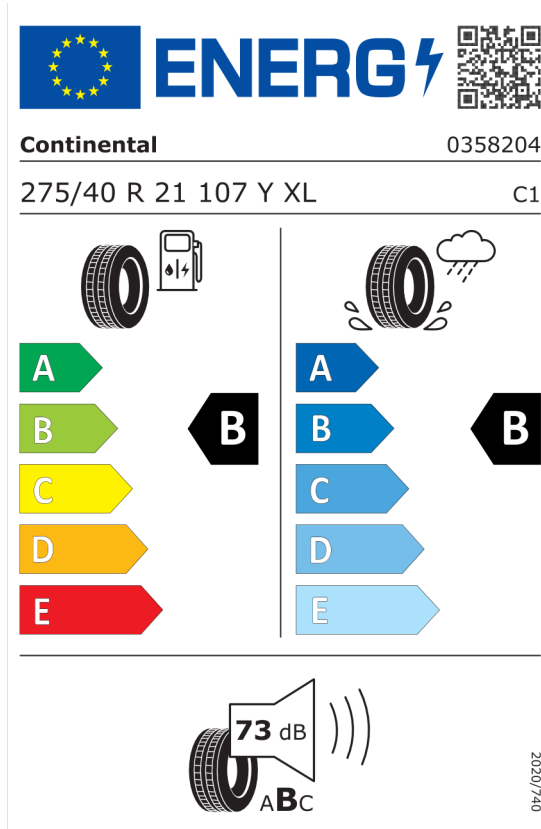 ENERG
Continental 0358204
275/40 R 21 107 Y XL C1
A
B
C
D
E
B
A
B
C
D
E
B
73 dB
ABC
2020/740